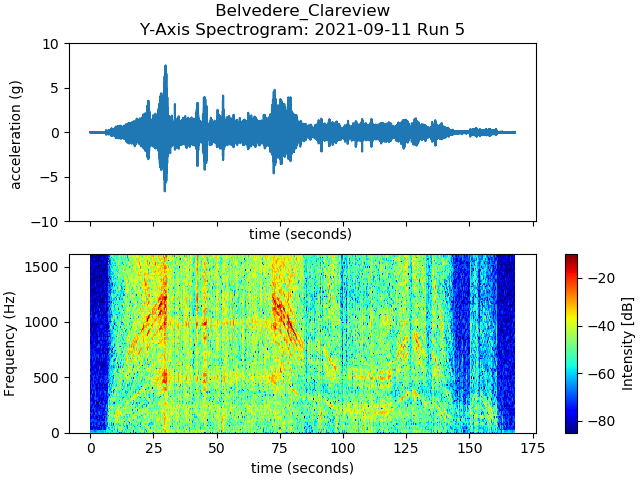 Belvedere_Clareview
Y-Axis Spectrogram: 2021-09-11 Run 5
acceleration (g)
10
5
0
−5
−10
time (seconds)
Frequency (Hz)
1500
1000
500
0
0 25 50 75 100 125 150 175
time (seconds)
−20
−40
−60
−80
Intensity [dB]